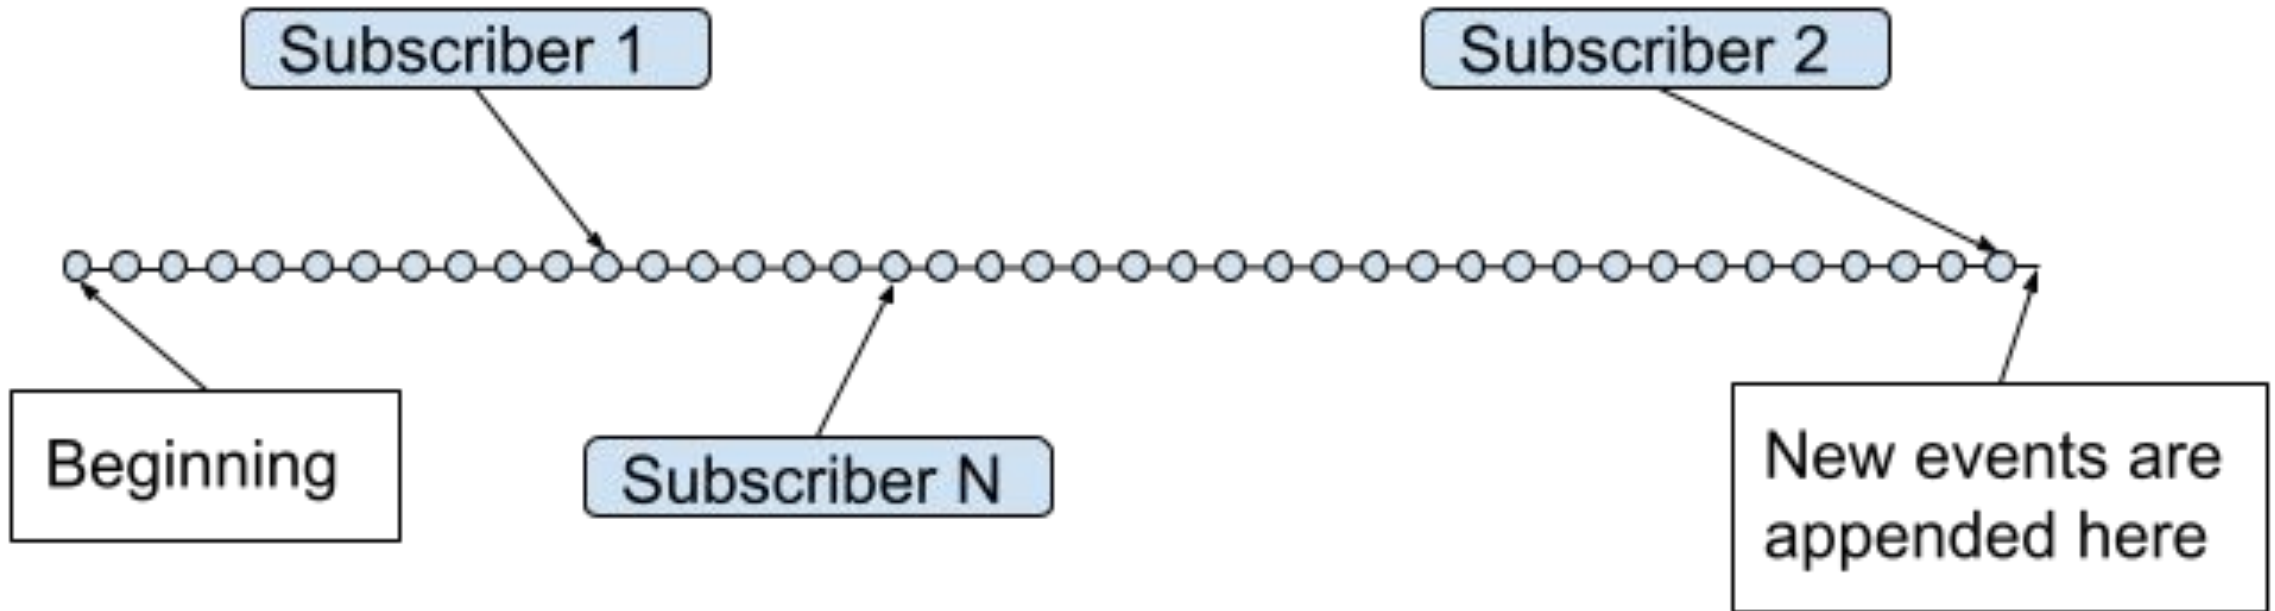 Subscriber 1
Subscriber 2
Beginning
Subscriber N
New events are
appended here